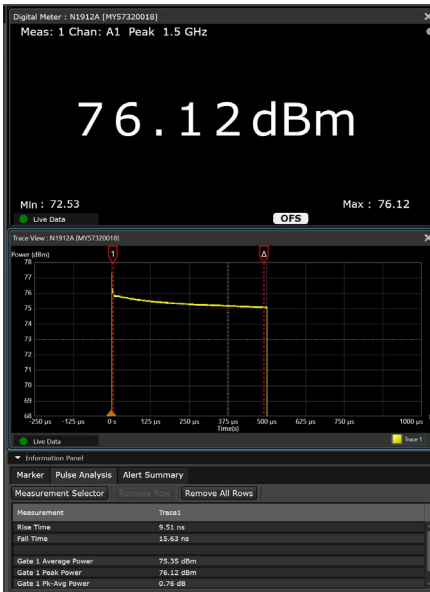 Digital Meter : N1912A [MY57320018]
Meas: 1 Chan: A1 Peak 1.5 GHz
76.12 dBm
Min : 72.53
Max : 76.12
Live Data
OFS
Trace View : N1912A [MY57320018]
Power (dBm)
1
Δ
78
77
76
75
74
73
72
71
70
69
68
-250 µs -125 µs 0 s 125 µs 250 µs 375 µs 500 µs 625 µs 750 µs 1000 µs
Time(s)
Live Data
Trace 1
Information Panel
Marker Pulse Analysis Alert Summary
Measurement Selector Remove Row Remove All Rows
Measurement Trace1
Rise Time 9.51 ns
Fall Time 15.63 ns
Gate 1 Average Power 75.35 dBm
Gate 1 Peak Power 76.12 dBm
Gate 1 Pk-Avg Power 0.76 dB